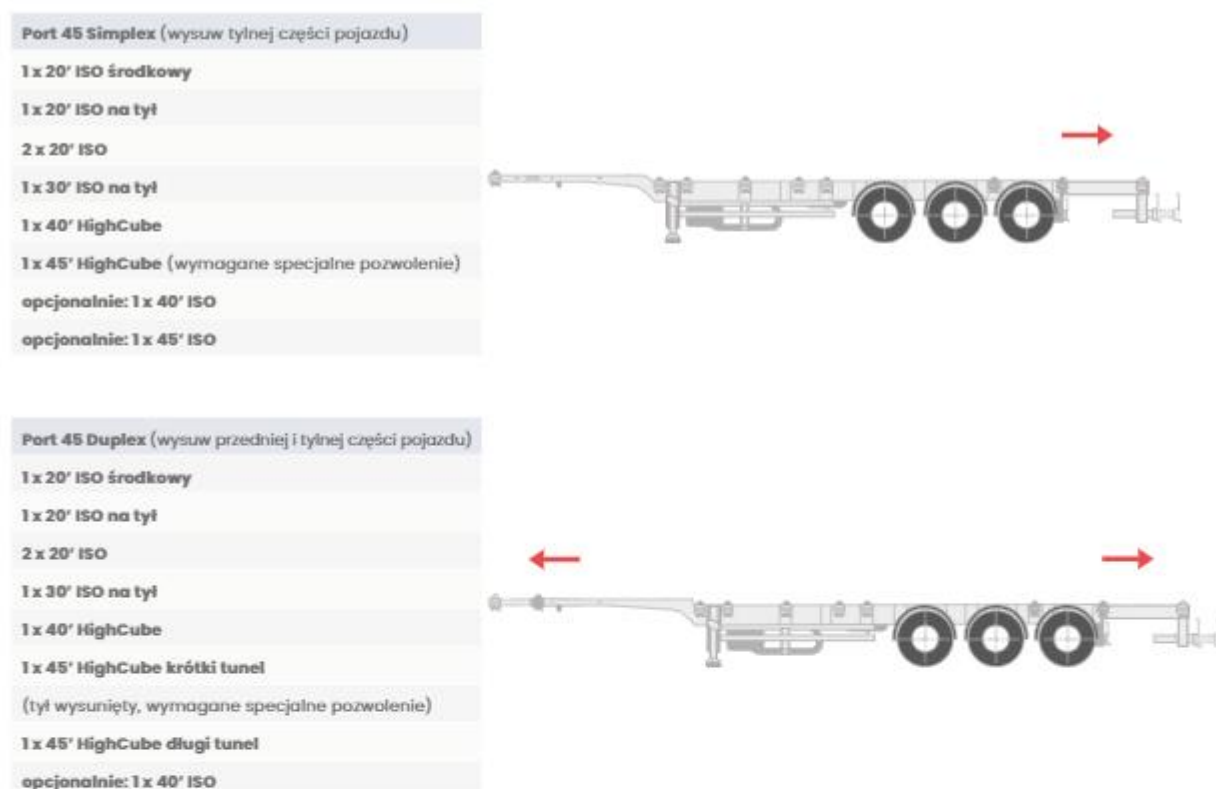 Port 45 Simplex (wysuw tylnej części pojazdu)
1 x 20' ISO środkowy
1 x 20' ISO na tył
2 x 20' ISO
1 x 30' ISO na tył
1 x 40' HighCube
1 x 45' HighCube (wymagane specjalne pozwolenie)
opcjonalnie: 1 x 40' ISO
opcjonalnie: 1 x 45' ISO
Port 45 Duplex (wysuw przedniej i tylnej części pojazdu)
1 x 20' ISO środkowy
1 x 20' ISO na tył
2 x 20' ISO
1 x 30' ISO na tył
1 x 40' HighCube
1 x 45' HighCube krótki tunel
(tył wysunięty, wymagane specjalne pozwolenie)
1 x 45' HighCube długi tunel
opcjonalnie: 1 x 40' ISO